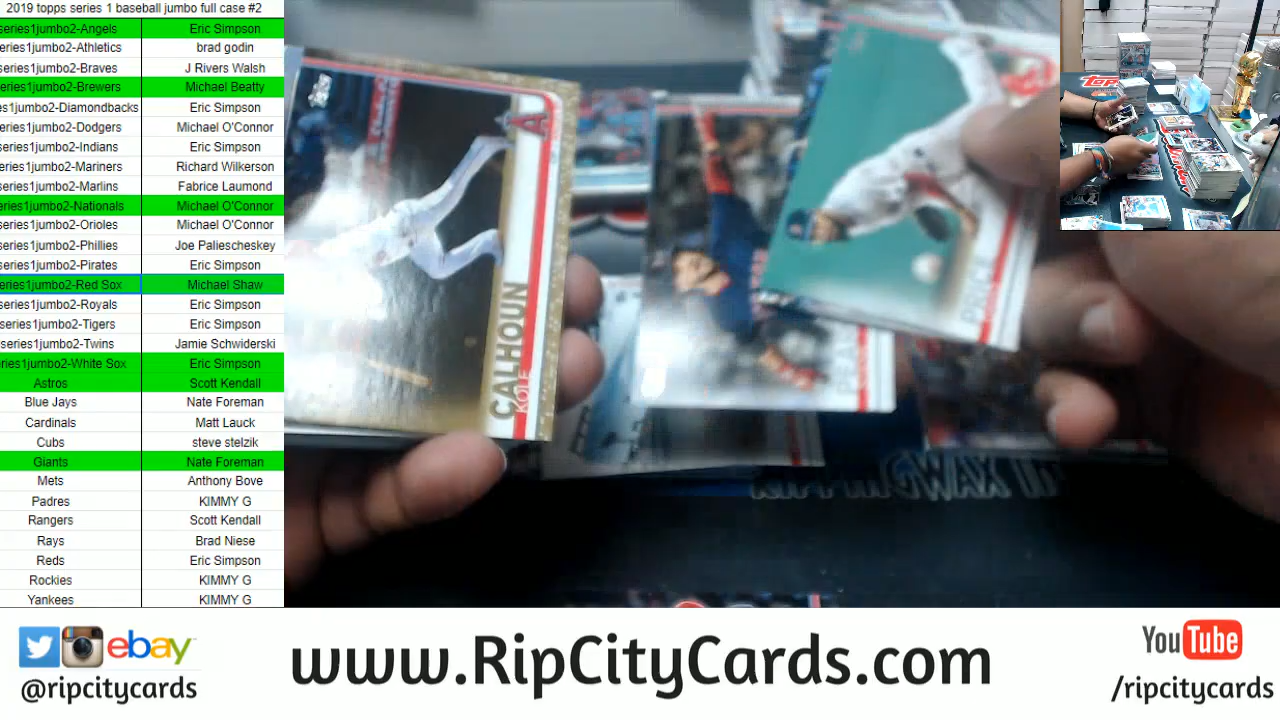 2019 topps series 1 baseball jumbo full case #2
series1jumbo2-Angels Eric Simpson
series1jumbo2-Athletics brad godin
series1jumbo2-Braves J Rivers Walsh
series1jumbo2-Brewers Michael Beatty
eries1jumbo2-Diamondbacks Eric Simpson
series1jumbo2-Dodgers Michael O'Connor
series1jumbo2-Indians Eric Simpson
eries1jumbo2-Mariners Richard Wilkerson
series1jumbo2-Marlins Fabrice Laumond
eries1jumbo2-Nationals Michael O'Connor
series1jumbo2-Orioles Michael O'Connor
series1jumbo2-Phillies Joe Paliescheskey
series1jumbo2-Pirates Eric Simpson
series1jumbo2-Red Sox Michael Shaw
series1jumbo2-Royals Eric Simpson
series1jumbo2-Tigers Eric Simpson
series1jumbo2-Twins Jamie Schwiderski
ries1jumbo2-White Sox Eric Simpson
Astros Scott Kendall
Blue Jays Nate Foreman
Cardinals Matt Lauck
Cubs steve stelzik
Giants Nate Foreman
Mets Anthony Bove
Padres KIMMY G
Rangers Scott Kendall
Rays Brad Niese
Reds Eric Simpson
Rockies KIMMY G
Yankees KIMMY G
KOLE
CALHOUN
A
topps
ebay
@ripcitycards
www.RipCityCards.com
YouTube
/ripcitycards